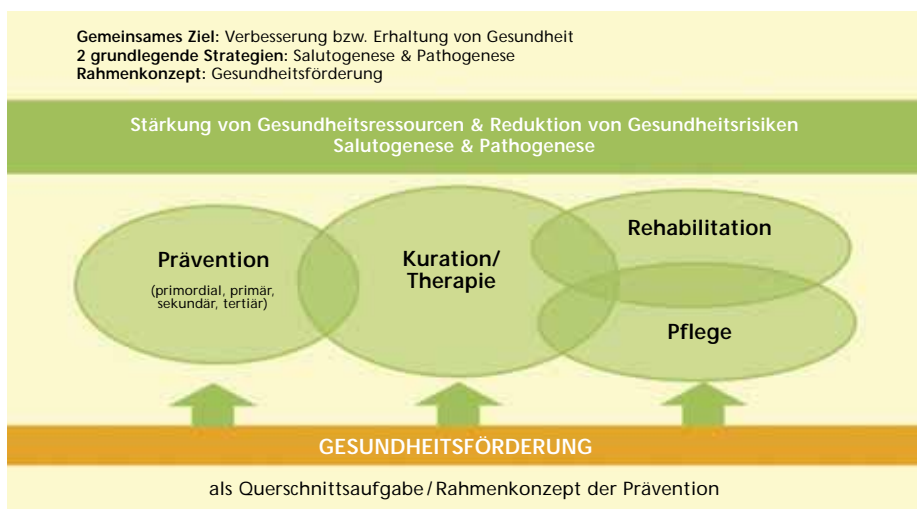 Gemeinsames Ziel: Verbesserung bzw. Erhaltung von Gesundheit
2 grundlegende Strategien: Salutogenese & Pathogenese
Rahmenkonzept: Gesundheitsförderung
Stärkung von Gesundheitsressourcen & Reduktion von Gesundheitsrisiken
Salutogenese & Pathogenese
Prävention
(primordial, primär,
sekundär, tertiär)
Kuration/
Therapie
Rehabilitation
Pflege
GESUNDHEITSFÖRDERUNG
als Querschnittsaufgabe/Rahmenkonzept der Prävention